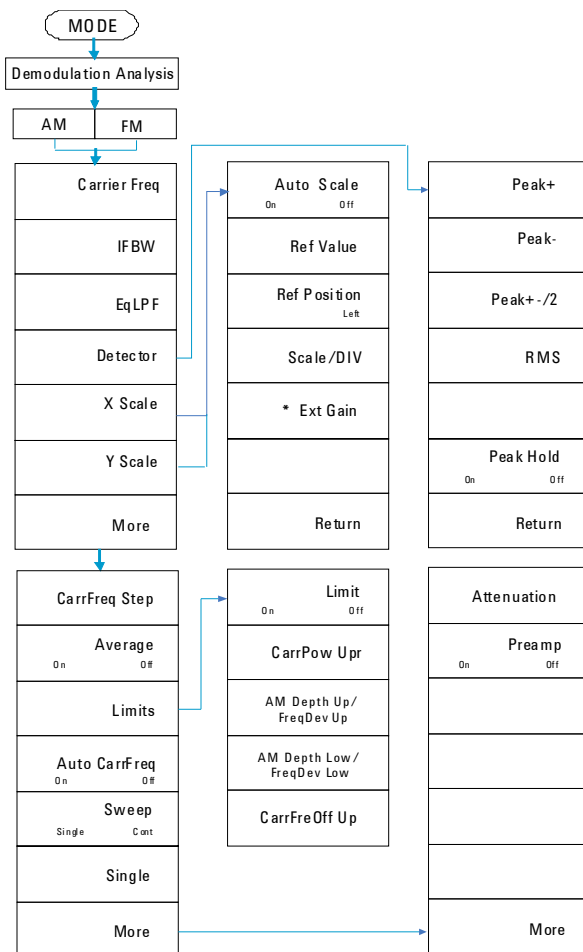 MODE
Demodulation Analysis
AM
FM
Carrier Freq
IFBW
EqLPF
Detector
X Scale
Y Scale
More
Auto Scale
On Off
Ref Value
Ref Position
Left
Scale/DIV
* Ext Gain
Return
Peak+
Peak-
Peak+-/2
RMS
Peak Hold
On Off
Return
CarrFreq Step
Average
On Off
Limits
Auto CarrFreq
On Off
Sweep
Single Cont
Single
More
Limit
On Off
CarrPow Upr
AM Depth Up/
FreqDev Up
AM Depth Low/
FreqDev Low
CarrFreOff Up
Attenuation
Preamp
On Off
More